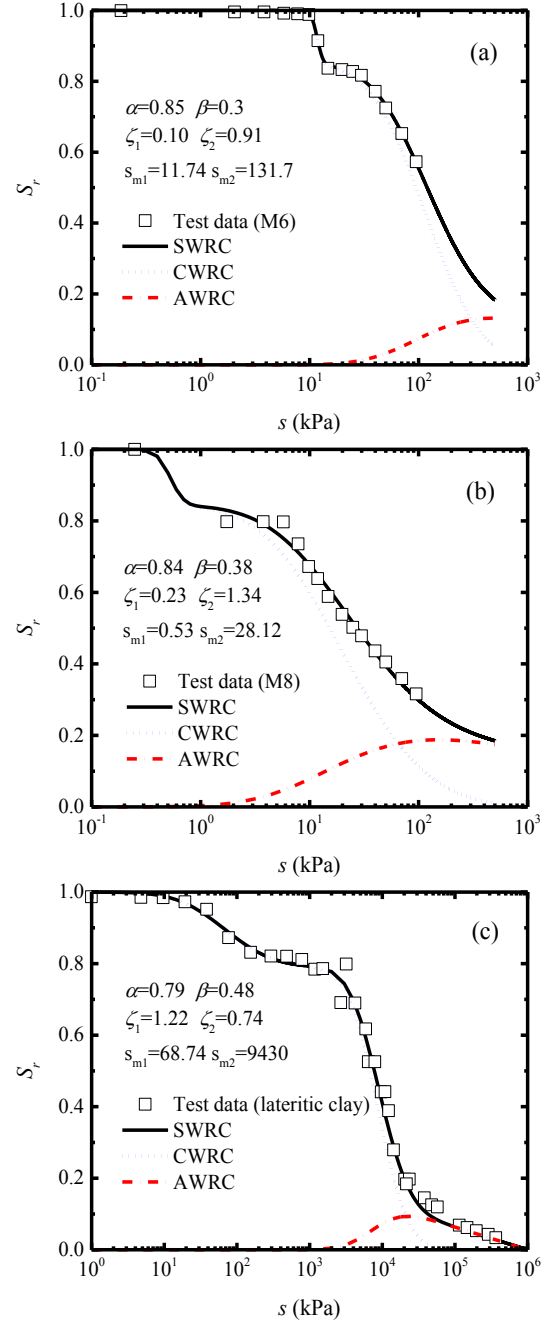 1.0
(a)
0.8
α=0.85 β=0.3
ζ1=0.10 ζ2=0.91
0.6
sm1=11.74 sm2=131.7
Sr
0.4
Test data (M6)
SWRC
CWRC
0.2
AWRC
0.0
10-1 100 101 102 103
s (kPa)
1.0
(b)
0.8
α=0.84 β=0.38
0.6
ζ1=0.23 ζ2=1.34
sm1=0.53 sm2=28.12
Sr
0.4
Test data (M8)
SWRC
CWRC
0.2
AWRC
0.0
10-1 100 101 102 103
s (kPa)
1.0
(c)
0.8
α=0.79 β=0.48
ζ1=1.22 ζ2=0.74
0.6
sm1=68.74 sm2=9430
Sr
0.4
Test data (lateritic clay)
SWRC
CWRC
0.2
AWRC
0.0
100 101 102 103 104 105 106
s (kPa)